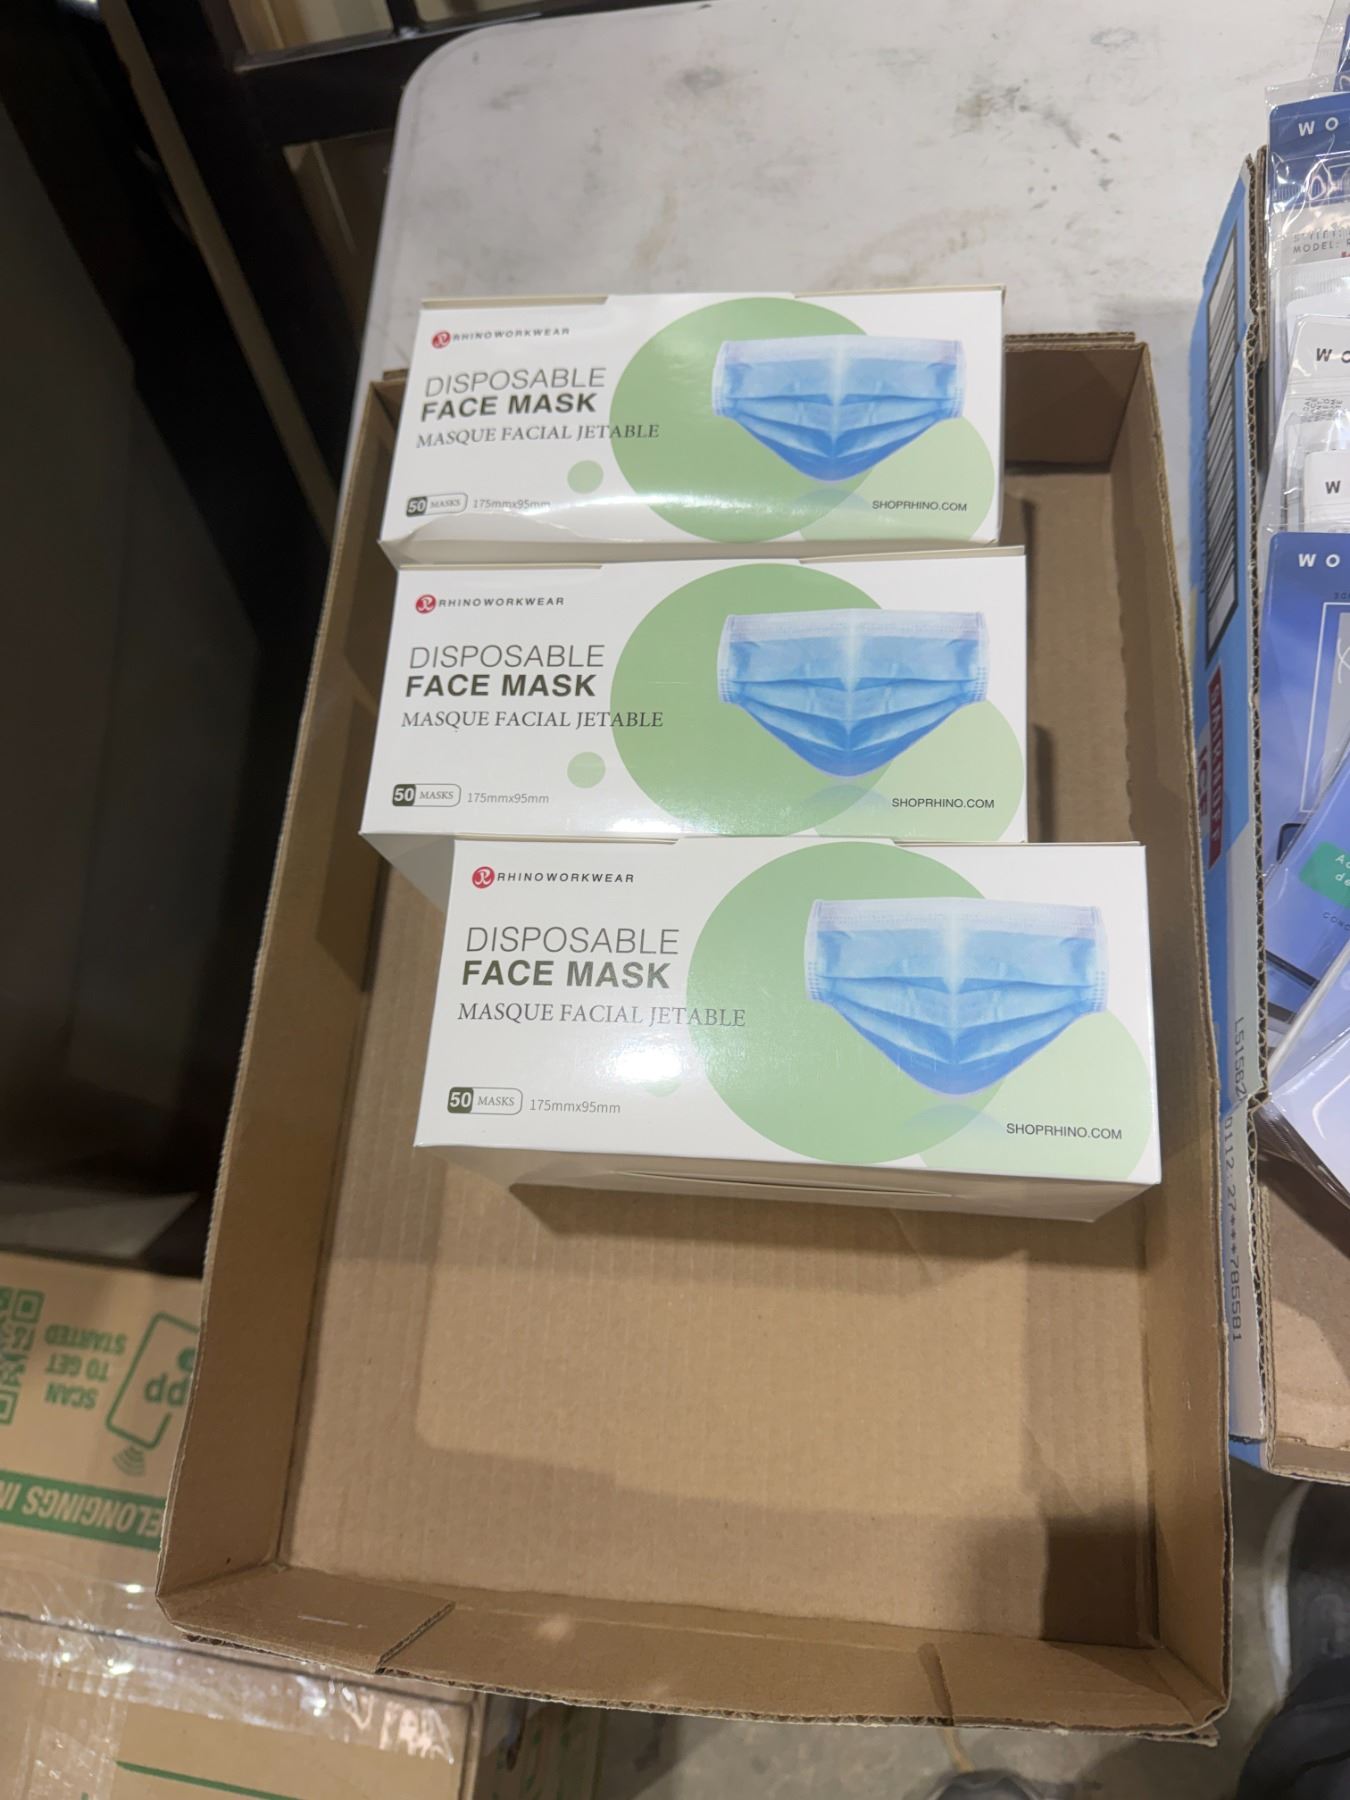 RHINOWORKWEAR
DISPOSABLE
FACE MASK
MASQUE FACIAL JETABLE
50 MASKS 175mmx95mm
SHOPRHINO.COM
RHINOWORKWEAR
DISPOSABLE
FACE MASK
MASQUE FACIAL JETABLE
50 MASKS 175mmx95mm
SHOPRHINO.COM
RHINOWORKWEAR
DISPOSABLE
FACE MASK
MASQUE FACIAL JETABLE
50 MASKS 175mmx95mm
SHOPRHINO.COM
SCAN
TO GET
STARTED
MODEL: